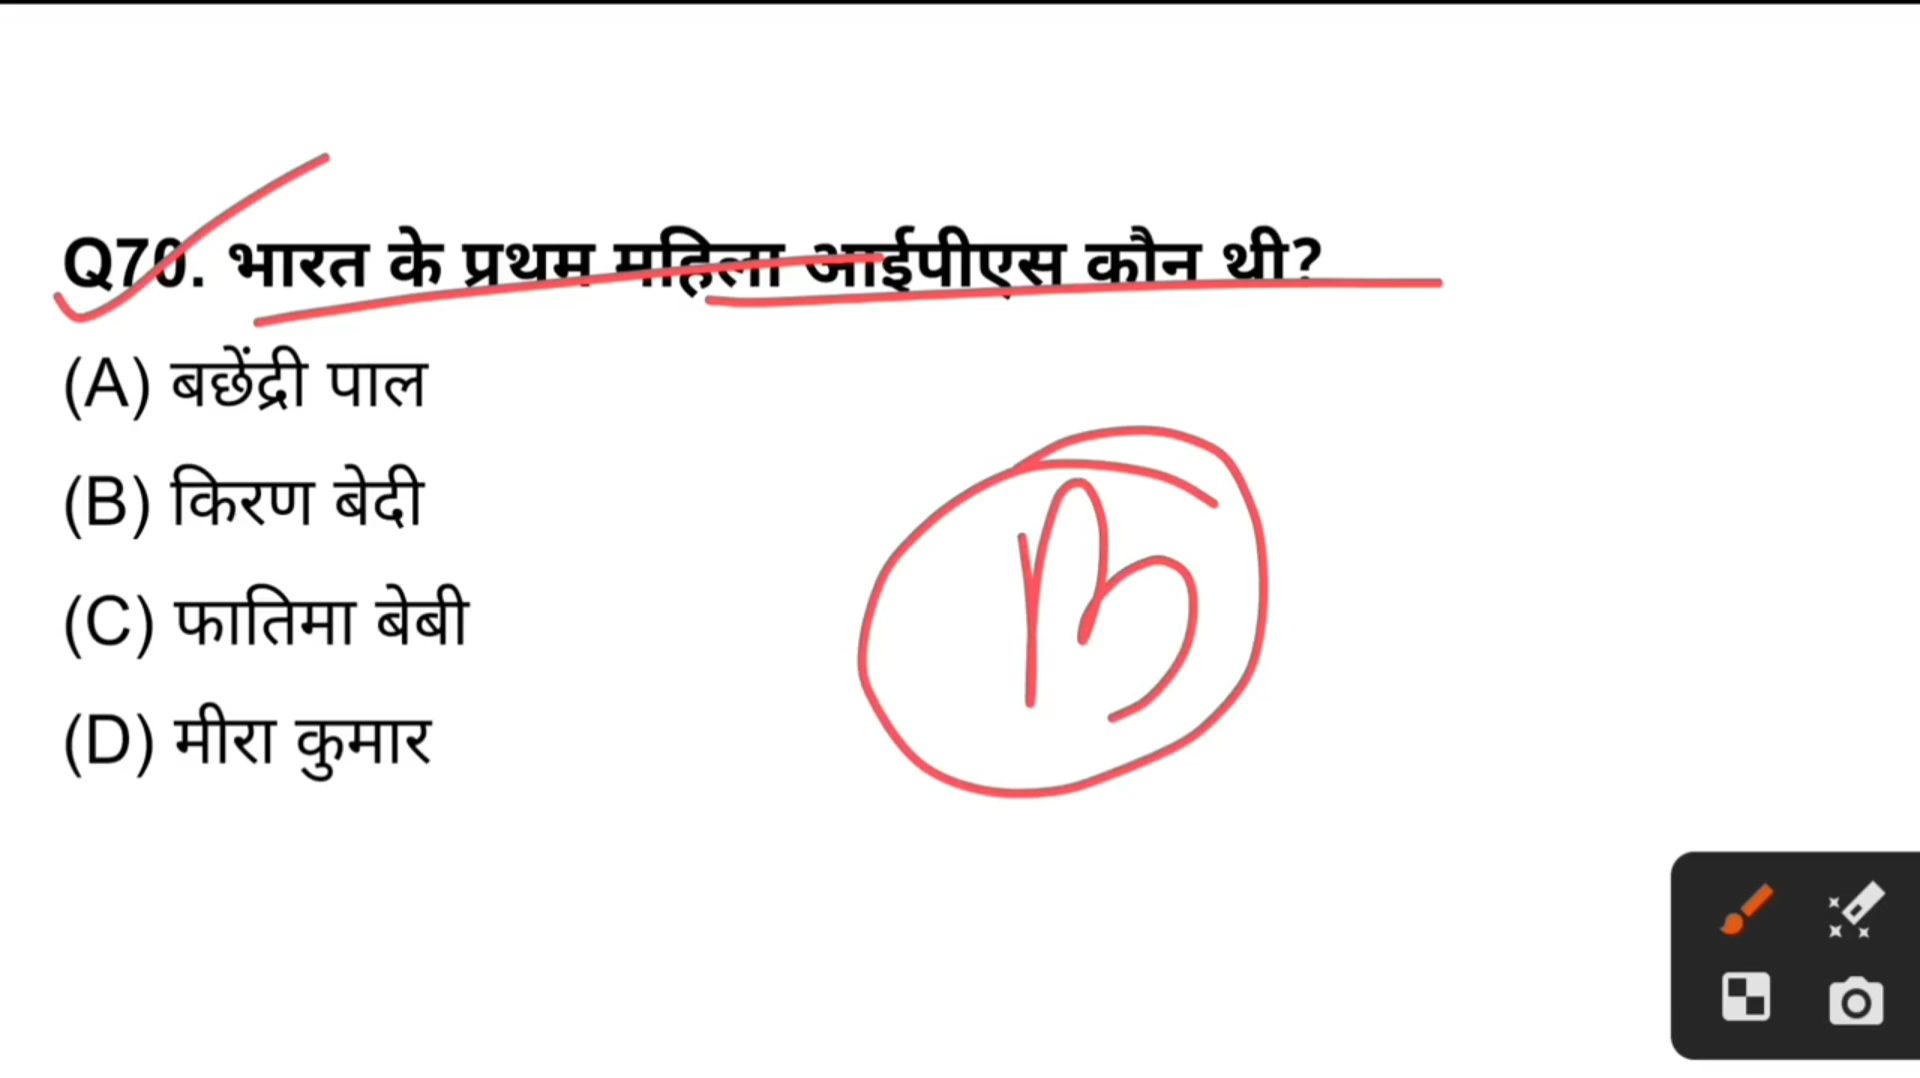 Q70. भारत के प्रथम महिला आईपीएस कौन थी?
(A) बछेंद्री पाल
(B) किरण बेदी
(C) फातिमा बेबी
(D) मीरा कुमार
B